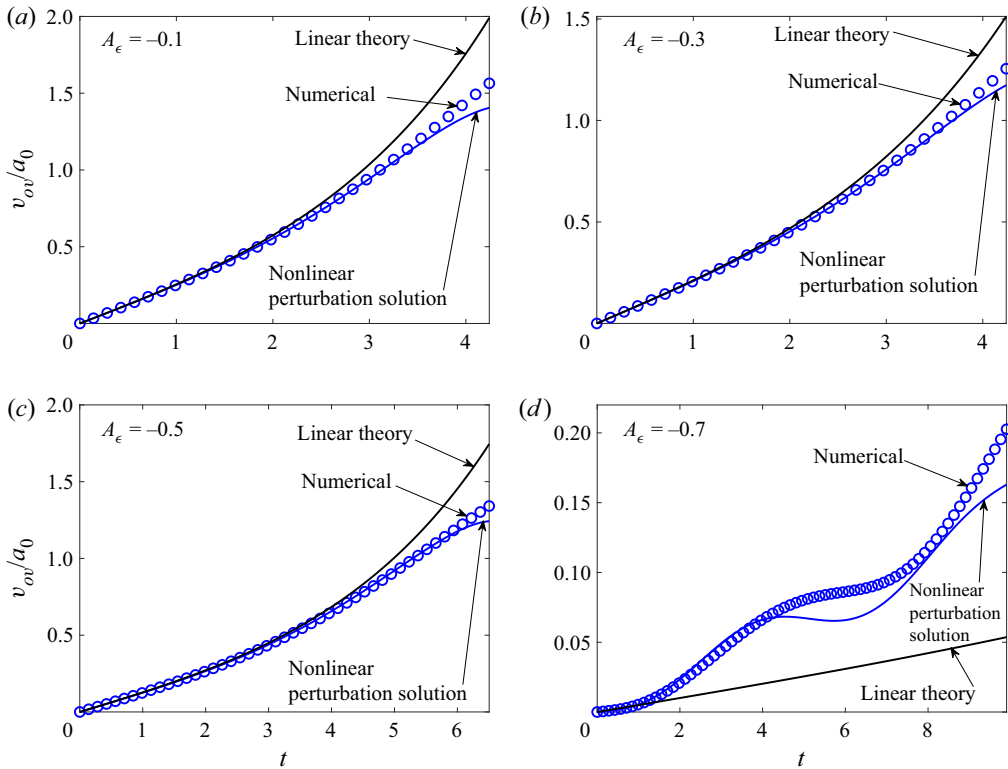 (a)
2.0
A_ϵ = –0.1
Linear theory
1.5
Numerical
v_ov/a_0
1.0
0.5
Nonlinear
perturbation solution
0 1 2 3 4
(b)
1.5
A_ϵ = –0.3
Linear theory
Numerical
1.0
0.5
Nonlinear
perturbation solution
0 1 2 3 4
(c)
2.0
A_ϵ = –0.5
Linear theory
1.5
Numerical
v_ov/a_0
1.0
0.5
Nonlinear
perturbation solution
0 1 2 3 4 5 6
t
(d)
A_ϵ = –0.7
0.20
Numerical
0.15
0.10
Nonlinear
perturbation
solution
0.05
Linear theory
0 2 4 6 8
t